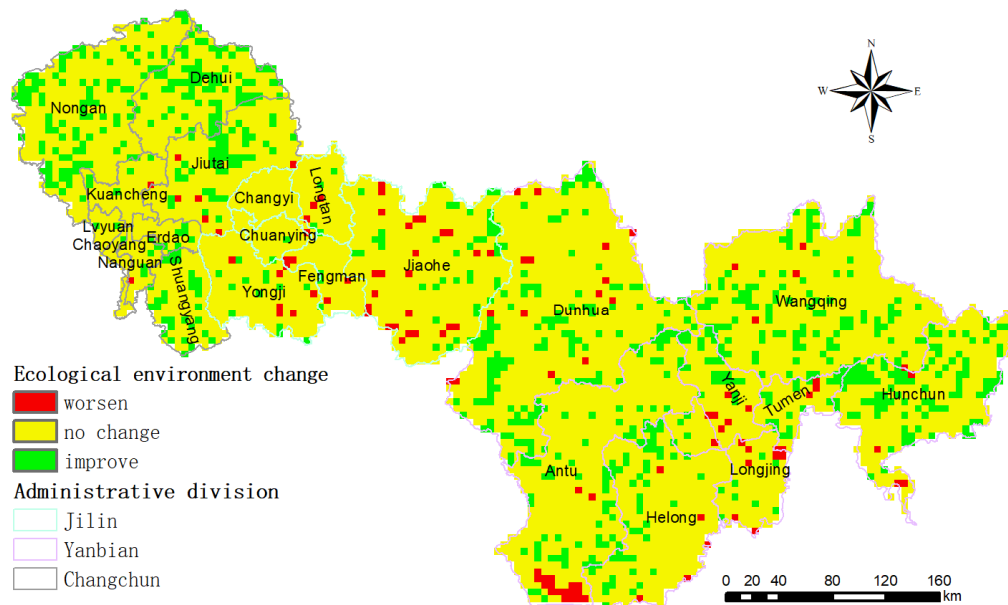 N
W E
S
Dehui
Nongan
Jiutai
Kuancheng
Changyi
Longtan
Lvyuan
Erdao
Chuanying
Chaoyang
Nanguan
Shuangyang
Fengman
Jiaohe
Yongji
Dunhua
Wangqing
Yanji
Tumen
Hunchun
Antu
Longjing
Helong
Ecological environment change
worsen
no change
improve
Administrative division
Jilin
Yanbian
Changchun
0 20 40 80 120 160
km